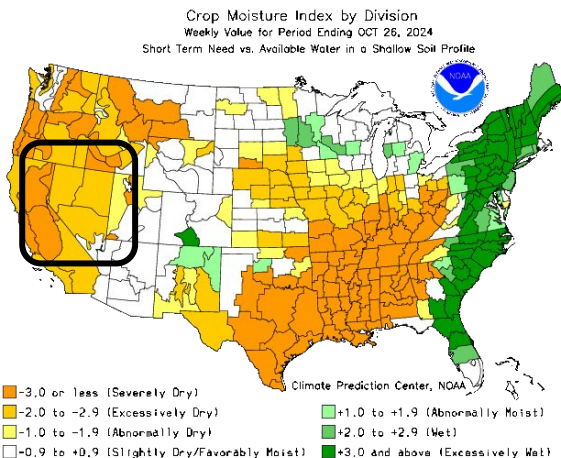 Crop Moisture Index by Division
Weekly Value for Period Ending OCT 26, 2024
Short Term Need vs. Available Water in a Shallow Soil Profile
NOAA
Climate Prediction Center, NOAA
-3.0 or less (Severely Dry)
-2.0 to -2.9 (Excessively Dry)
-1.0 to -1.9 (Abnormally Dry)
-0.9 to +0.9 (Slightly Dry/Favorably Moist)
+1.0 to +1.9 (Abnormally Moist)
+2.0 to +2.9 (Wet)
+3.0 and above (Excessively Wet)